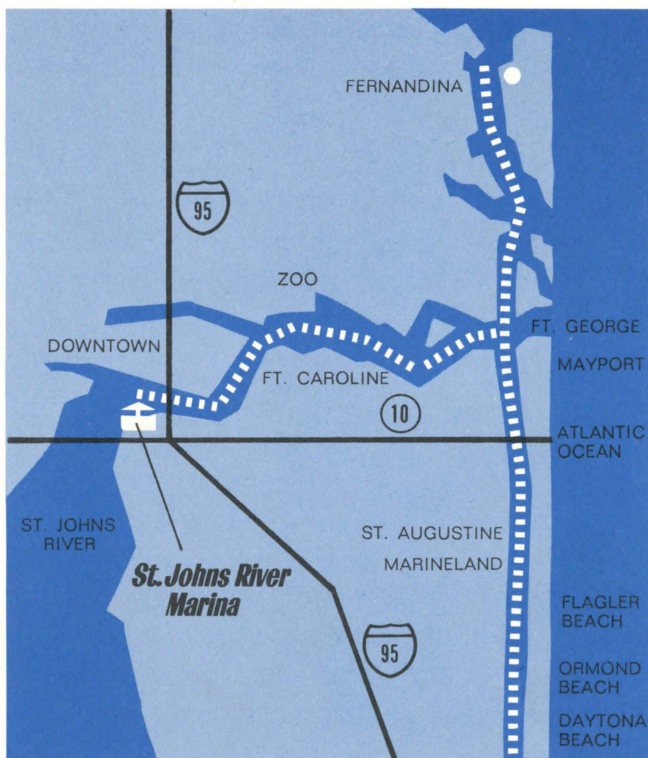 FERNANDINA
95
ZOO
FT. GEORGE
DOWNTOWN
MAYPORT
FT. CAROLINE
10
ATLANTIC
OCEAN
ST. JOHNS
RIVER
ST. AUGUSTINE
MARINELAND
St. Johns River
Marina
FLAGLER
BEACH
95
ORMOND
BEACH
DAYTONA
BEACH